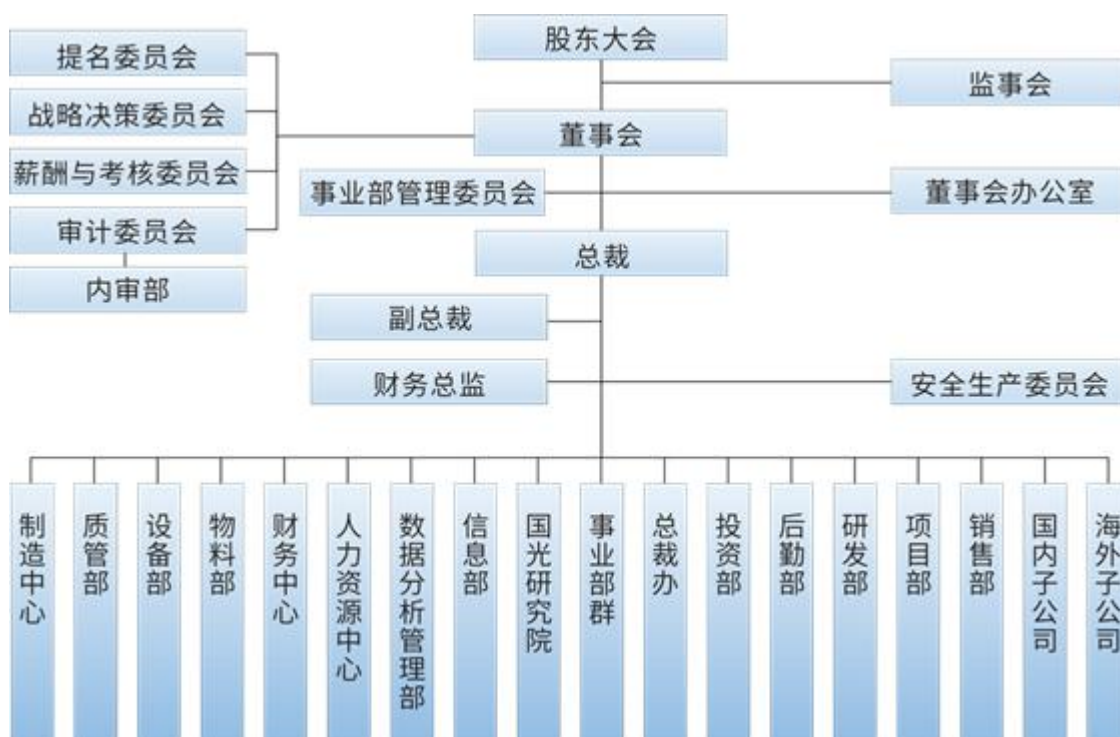 股东大会
提名委员会
监事会
战略决策委员会
董事会
薪酬与考核委员会
事业部管理委员会
董事会办公室
审计委员会
总裁
内审部
副总裁
财务总监
安全生产委员会
制造中心
质管部
设备部
物料部
财务中心
人力资源中心
数据分析管理部
信息部
国光研究院
事业部群
总裁办
投资部
后勤部
研发部
项目部
销售部
国内子公司
海外子公司